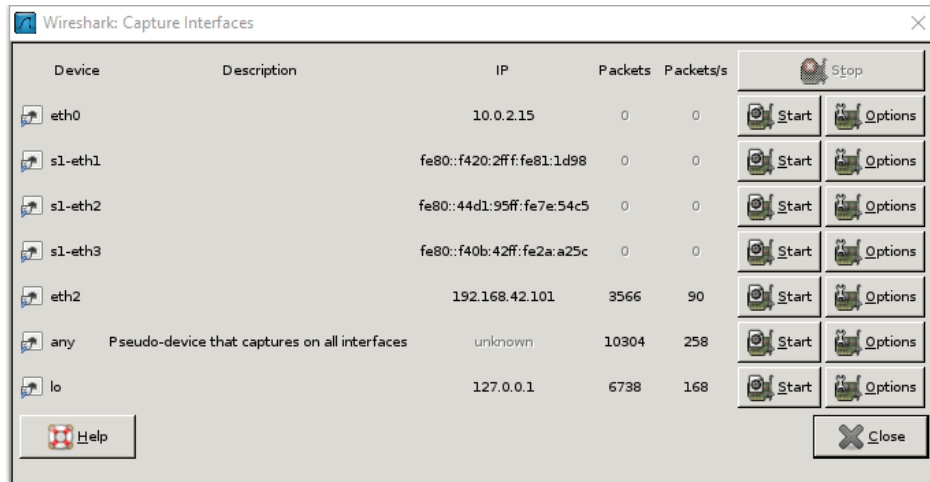 Wireshark: Capture Interfaces
Device Description IP Packets Packets/s Stop
eth0 10.0.2.15 0 0 Start Options
s1-eth1 fe80::f420:2fff:fe81:1d98 0 0 Start Options
s1-eth2 fe80::44d1:95ff:fe7e:54c5 0 0 Start Options
s1-eth3 fe80::f40b:42ff:fe2a:a25c 0 0 Start Options
eth2 192.168.42.101 3566 90 Start Options
any Pseudo-device that captures on all interfaces unknown 10304 258 Start Options
lo 127.0.0.1 6738 168 Start Options
Help Close